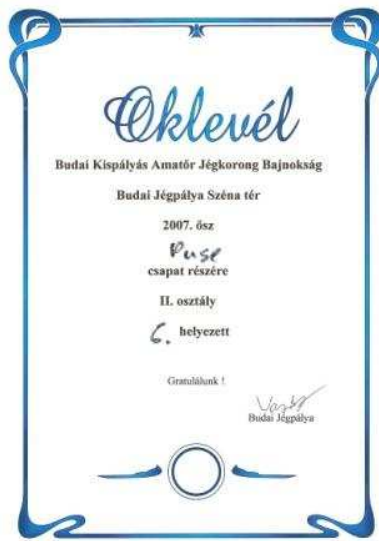 Oklevél
Budai Kispályás Amatőr Jégkorong Bajnokság
Budai Jégpálya Széna tér
2007. ősz
Puse
csapat részére
II. osztály
6. helyezett
Gratulálunk !
Budai Jégpálya